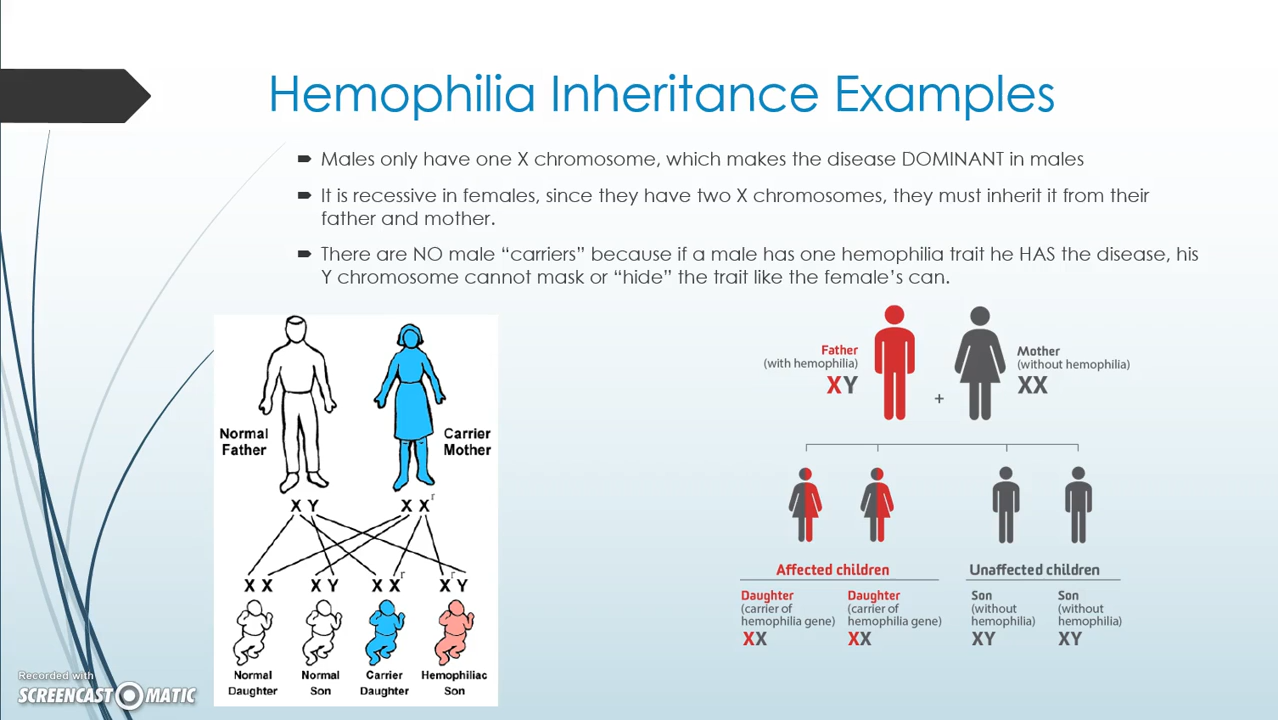 Hemophilia Inheritance Examples
Males only have one X chromosome, which makes the disease DOMINANT in males
It is recessive in females, since they have two X chromosomes, they must inherit it from their
father and mother.
There are NO male “carriers” because if a male has one hemophilia trait he HAS the disease, his
Y chromosome cannot mask or “hide” the trait like the female’s can.
Normal
Father
Carrier
Mother
X Y
X Xr
X X
X Y
X Xr
Xr Y
Normal
Daughter
Normal
Son
Carrier
Daughter
Hemophiliac
Son
Father
(with hemophilia)
XY
+
Mother
(without hemophilia)
XX
Affected children
Daughter
(carrier of
hemophilia gene)
XX
Daughter
(carrier of
hemophilia gene)
XX
Unaffected children
Son
(without
hemophilia)
XY
Son
(without
hemophilia)
XY
Recorded with
SCREENCAST MATIC